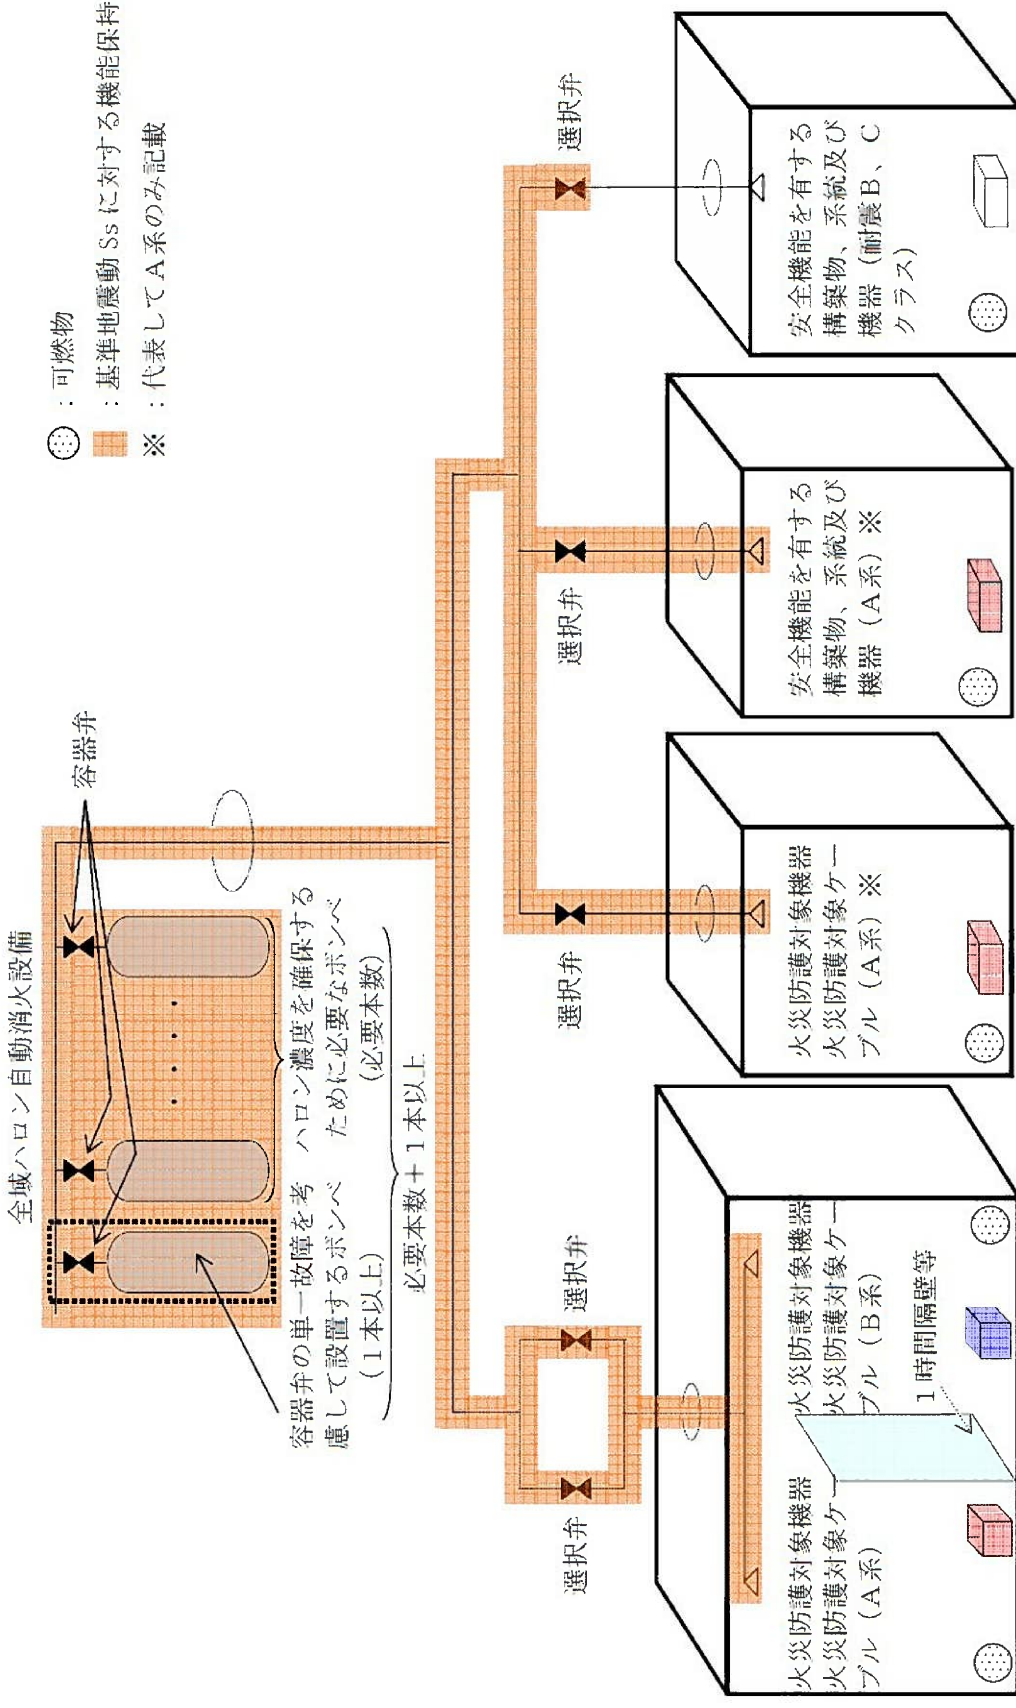 全域ハロン自動消火設備
容器弁
：可燃物
：基準地震動 Ss に対する機能保持
※：代表してA系のみ記載
容器弁の単一故障を考
慮して設置するボンベ
（１本以上）
ハロン濃度を確保する
ために必要なボンベ
（必要本数）
必要本数＋１本以上
選択弁
選択弁
選択弁
選択弁
選択弁
火災防護対象機器
火災防護対象ケー
ブル（A系）
火災防護対象機器
火災防護対象ケー
ブル（B系）
１時間隔壁等
火災防護対象機器
火災防護対象ケー
ブル（A系）※
安全機能を有する
構築物、系統及び
機器（A系）※
安全機能を有する
構築物、系統及び
機器（耐震B、C
クラス）